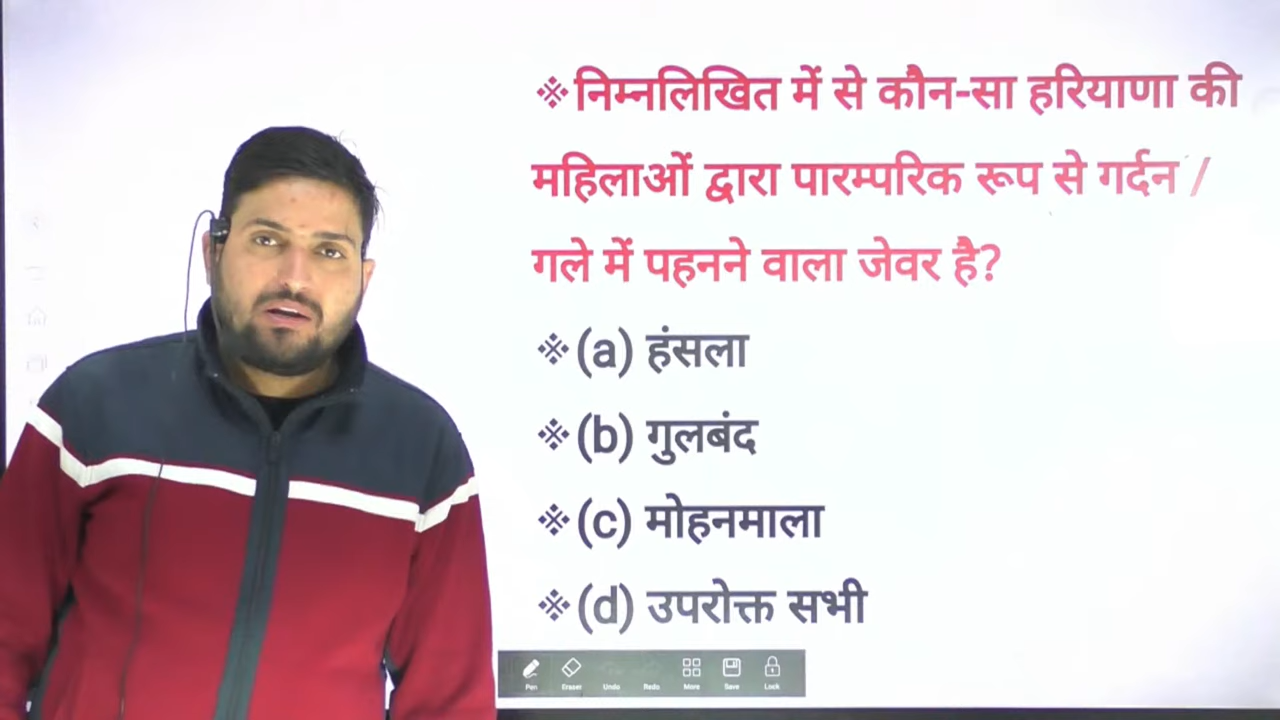 ※निम्नलिखित में से कौन-सा हरियाणा की
महिलाओं द्वारा पारम्परिक रूप से गर्दन /
गले में पहनने वाला जेवर है?
※(a) हंसला
※(b) गुलबंद
※(c) मोहनमाला
※(d) उपरोक्त सभी
Pen Eraser Undo Redo More Save Lock